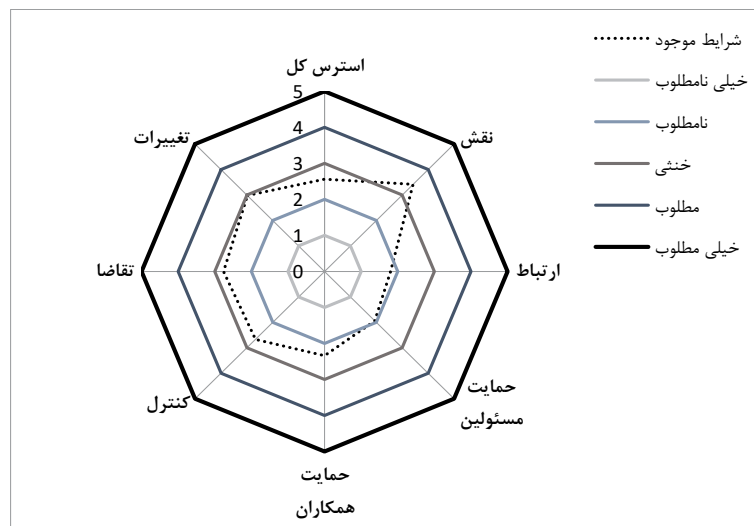 شرایط موجود
خیلی نامطلوب
نامطلوب
خنثی
مطلوب
خیلی مطلوب
استرس کل
نقش
ارتباط
حمایت
مسئولین
حمایت
همکاران
کنترل
تقاضا
تغییرات
5
4
3
2
1
0